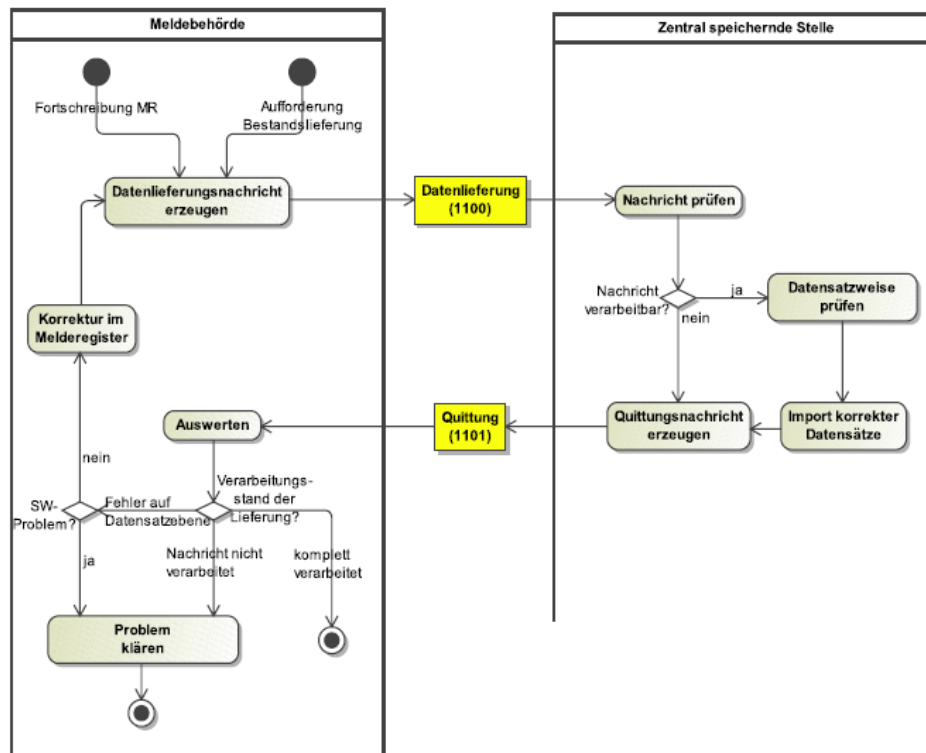 Meldebehörde
Zentral speichernde Stelle
Fortschreibung MR
Aufforderung
Bestandslieferung
Datenlieferungsnachricht
erzeugen
Datenlieferung
(1100)
Nachricht prüfen
Nachricht
verarbeitbar?
ja
nein
Datensatzweise
prüfen
Korrektur im
Melderegister
Import korrekter
Datensätze
Quittungsnachricht
erzeugen
Quittung
(1101)
Auswerten
nein
Verarbeitungs-
stand der
Lieferung?
Fehler auf
Datensatzebene
SW-
Problem?
ja
Nachricht nicht
verarbeitet
komplett
verarbeitet
Problem
klären